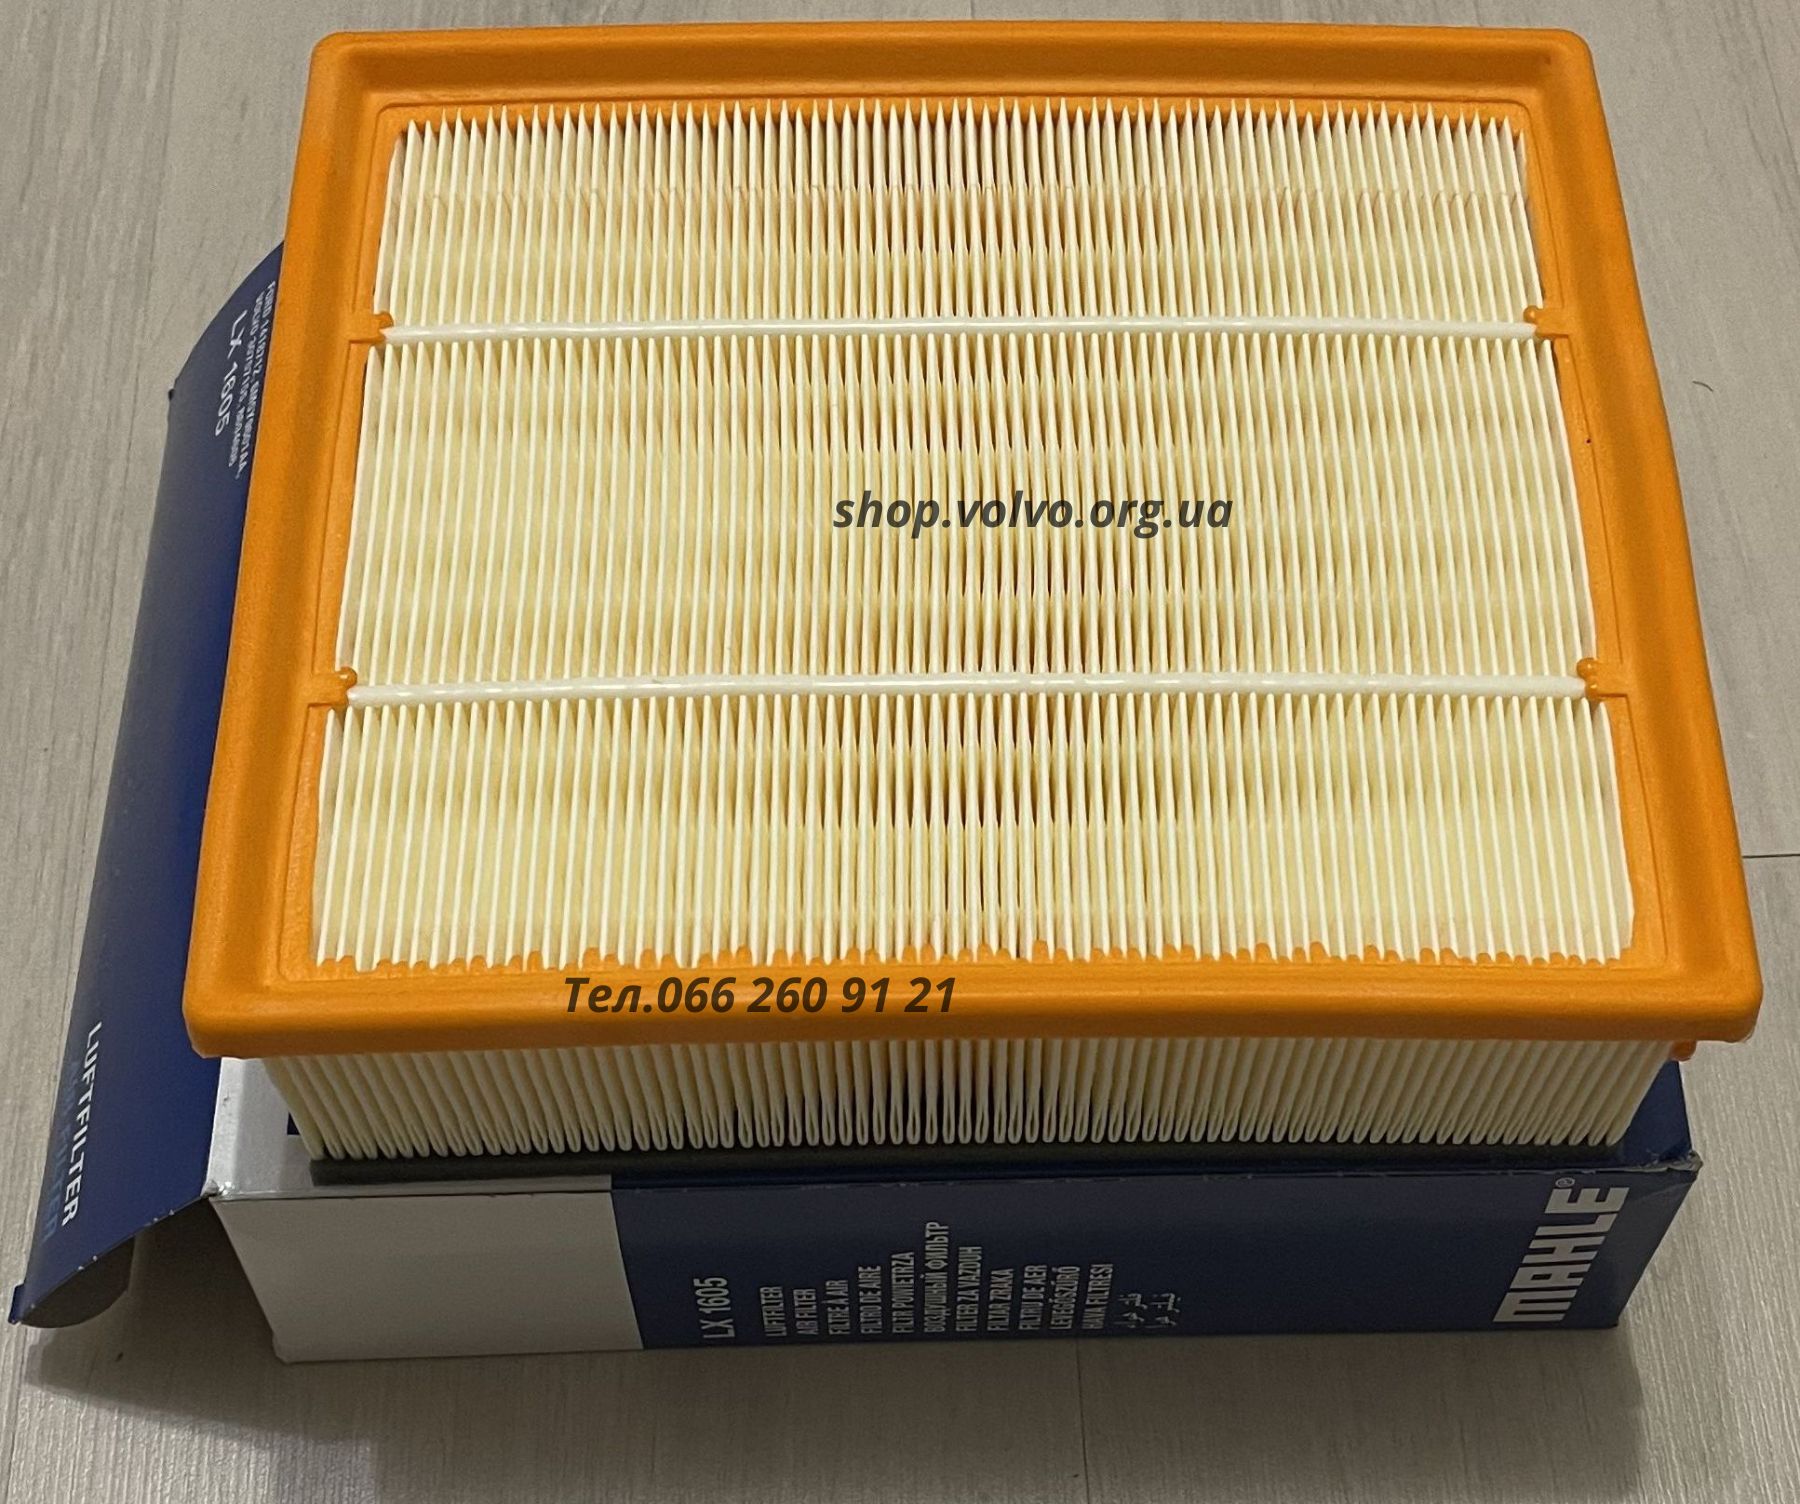 LX 1605
shop.volvo.org.ua
Тел.066 260 91 21
LUFTFILTER
AIR FILTER
LX 1605
LUFTFILTER
AIR FILTER
FILTRE À AIR
FILTRO DE AIRE
FILTR POWIETRZA
ВОЗДУШНЫЙ ФИЛЬТР
FILTER ZA VAZDUH
FILTAR ZRAKA
FILTRU DE AER
LEVEGŐSZŰRŐ
HAVA FILTRESI
MAHLE®